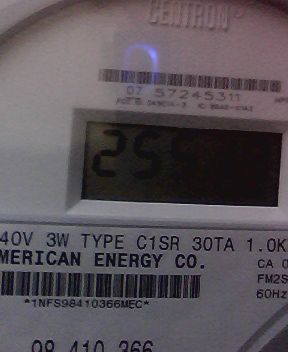 CENTRON
07 57245311
25
40V 3W TYPE C1SR 30TA 1.0K
MERICAN ENERGY CO.
CA 0
FM2S
*1NFS98410366MEC*
60Hz
98 410 366